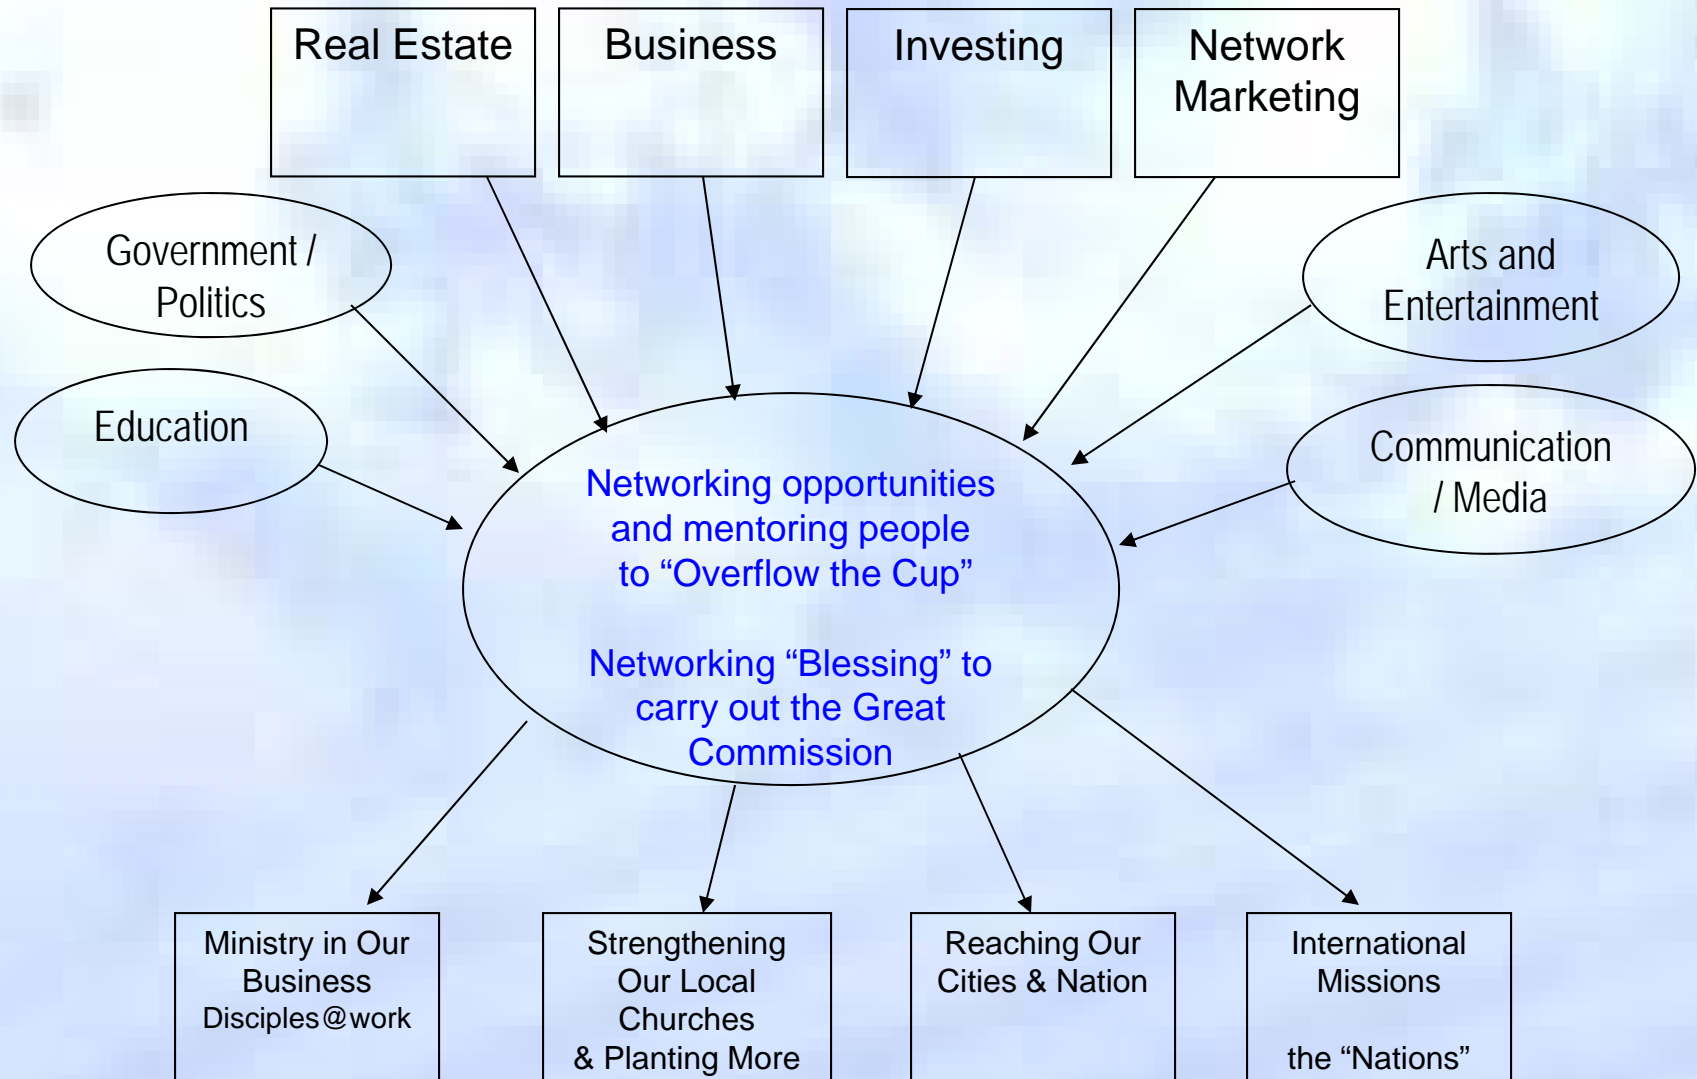 Real Estate
Business
Investing
Network
Marketing
Government /
Politics
Arts and
Entertainment
Education
Communication
/ Media
Networking opportunities
and mentoring people
to “Overflow the Cup”
Networking “Blessing” to
carry out the Great
Commission
Ministry in Our
Business
Disciples@work
Strengthening
Our Local
Churches
& Planting More
Reaching Our
Cities & Nation
International
Missions
the “Nations”